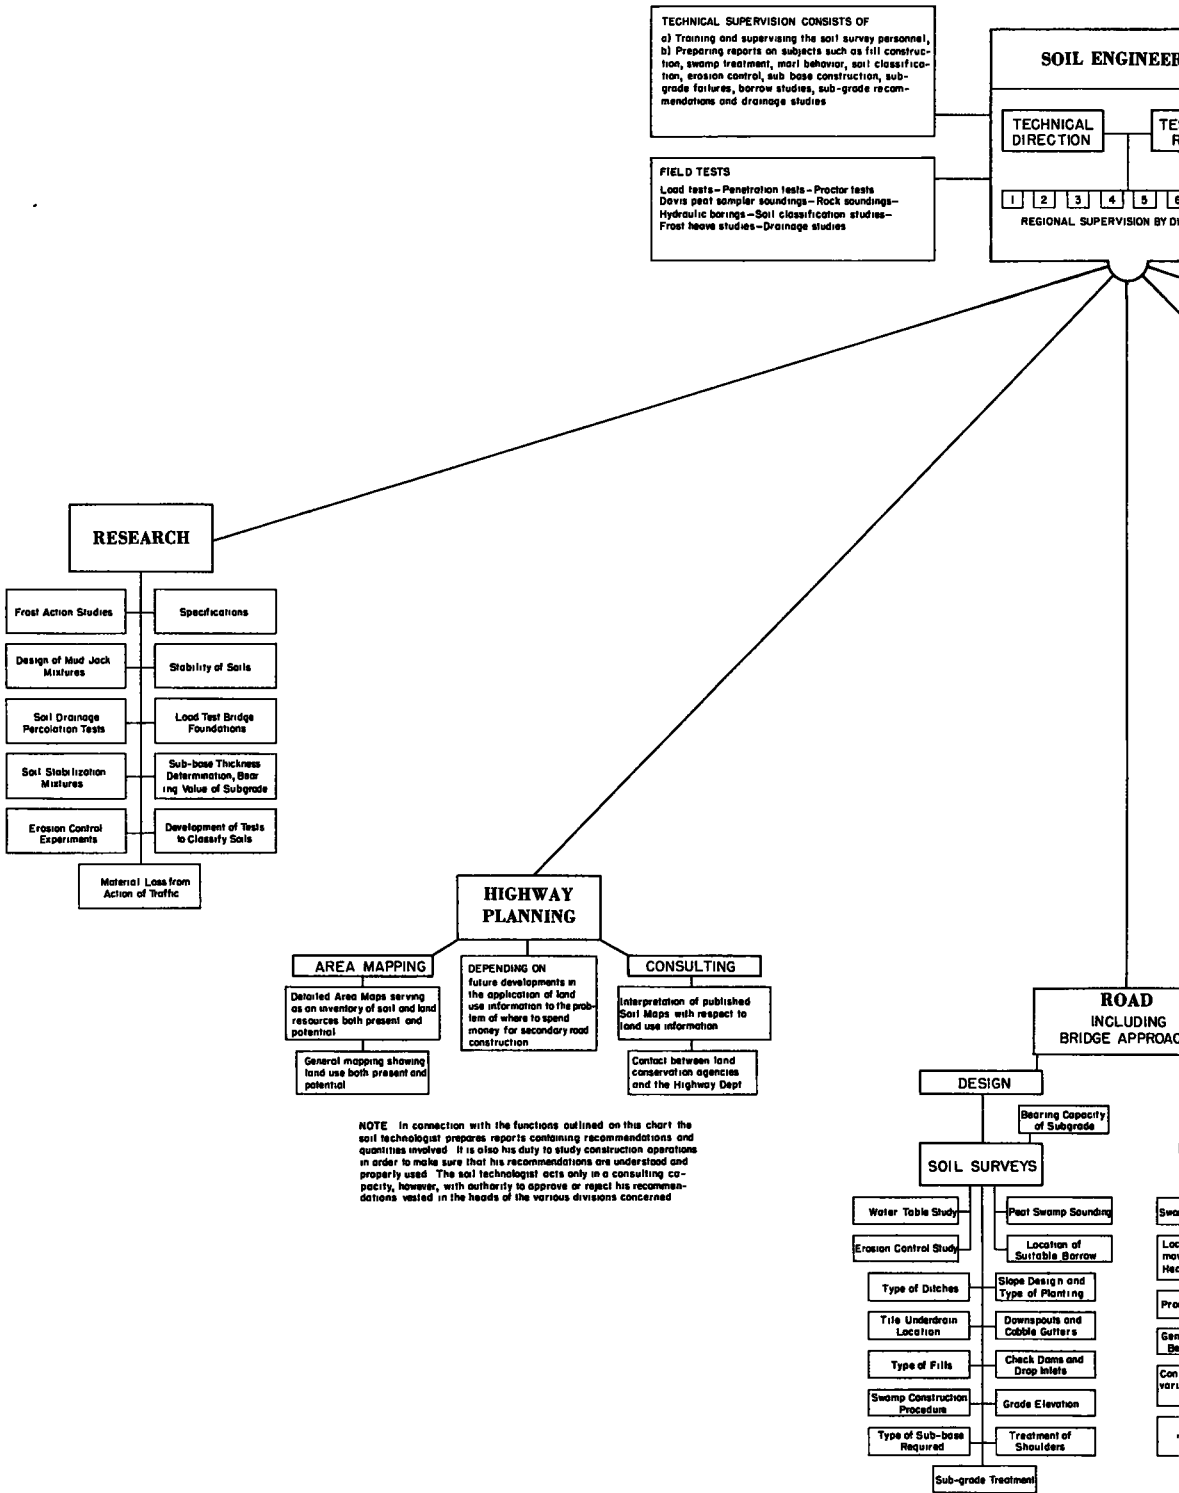 TECHNICAL SUPERVISION CONSISTS OF
a) Training and supervising the soil survey personnel,
b) Preparing reports on subjects such as fill construc-
tion, swamp treatment, marl behavior, soil classifica-
tion, erosion control, sub base construction, sub-
grade failures, borrow studies, sub-grade recom-
mendations and drainage studies
FIELD TESTS
Load tests-Penetration tests-Proctor tests
Davis peat sampler soundings-Rock soundings-
Hydraulic borings-Soil classification studies-
Frost heave studies-Drainage studies
SOIL ENGINEER
TECHNICAL
DIRECTION
1 2 3 4 5 6
REGIONAL SUPERVISION BY
RESEARCH
Frost Action Studies
Specifications
Design of Mud Jack
Mixtures
Stability of Soils
Soil Drainage
Percolation Tests
Load Test Bridge
Foundations
Soil Stabilization
Mixtures
Sub-base Thickness
Determination, Bear
ing Value of Subgrade
Erosion Control
Experiments
Development of Tests
to Classify Soils
Material Loss from
Action of Traffic
HIGHWAY
PLANNING
AREA MAPPING
Detailed Area Maps serving
as an inventory of soil and land
resources both present and
potential
General mapping showing
land use both present and
potential
DEPENDING ON
future developments in
the application of land
use information to the prob-
lem of where to spend
money for secondary road
construction
CONSULTING
Interpretation of published
Soil Maps with respect to
land use information
Contact between land
conservation agencies
and the Highway Dept
NOTE In connection with the functions outlined on this chart the
soil technologist prepares reports containing recommendations and
quantities involved It is also his duty to study construction operations
in order to make sure that his recommendations are understood and
properly used The soil technologist acts only in a consulting ca-
pacity, however, with authority to approve or reject his recommen-
dations vested in the heads of the various divisions concerned
ROAD
INCLUDING
BRIDGE APPROAC
DESIGN
Bearing Capacity
of Subgrade
SOIL SURVEYS
Water Table Study
Peat Swamp Sounding
Erosion Control Study
Location of
Suitable Borrow
Type of Ditches
Slope Design and
Type of Planting
Tile Underdrain
Location
Downspouts and
Cobble Gutters
Type of Fills
Check Dams and
Drop Inlets
Swamp Construction
Procedure
Grade Elevation
Type of Sub-base
Required
Treatment of
Shoulders
Sub-grade Treatment